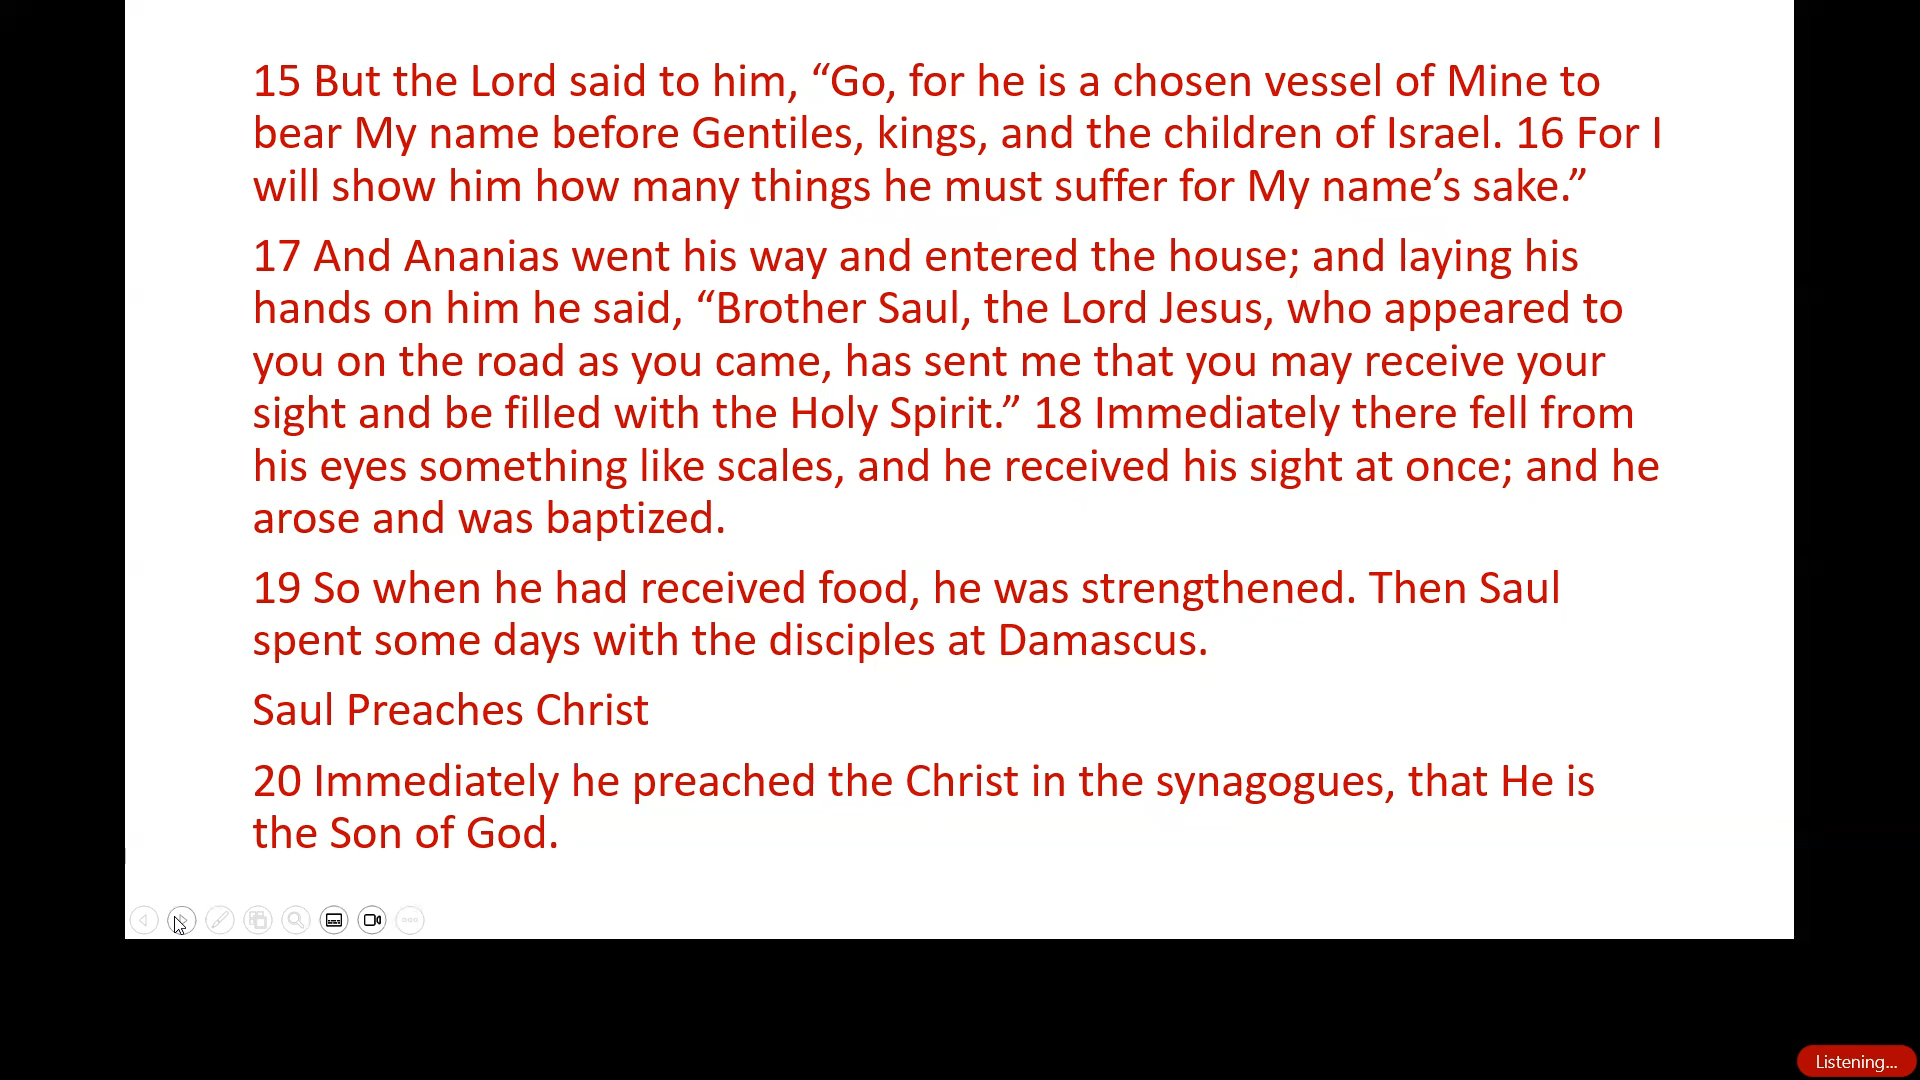 15 But the Lord said to him, “Go, for he is a chosen vessel of Mine to
bear My name before Gentiles, kings, and the children of Israel. 16 For I
will show him how many things he must suffer for My name’s sake.”
17 And Ananias went his way and entered the house; and laying his
hands on him he said, “Brother Saul, the Lord Jesus, who appeared to
you on the road as you came, has sent me that you may receive your
sight and be filled with the Holy Spirit.” 18 Immediately there fell from
his eyes something like scales, and he received his sight at once; and he
arose and was baptized.
19 So when he had received food, he was strengthened. Then Saul
spent some days with the disciples at Damascus.
Saul Preaches Christ
20 Immediately he preached the Christ in the synagogues, that He is
the Son of God.
Listening...